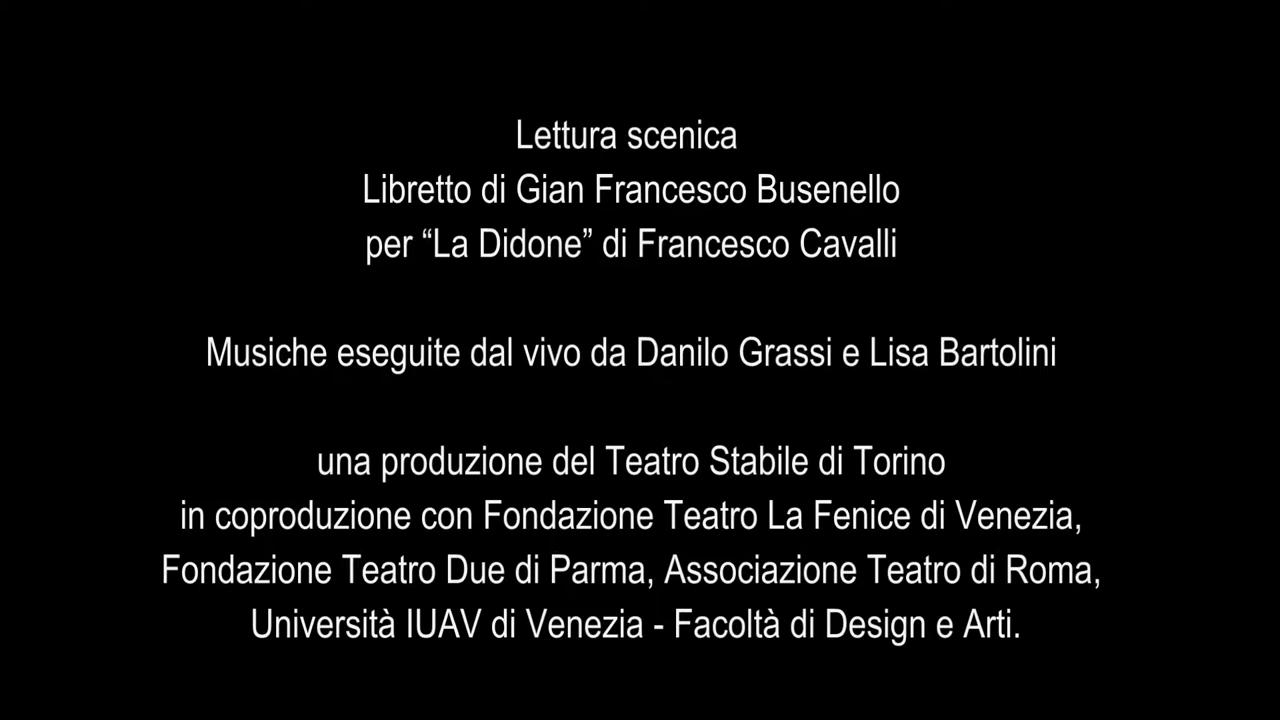 Lettura scenica
Libretto di Gian Francesco Busenello
per “La Didone” di Francesco Cavalli
Musiche eseguite dal vivo da Danilo Grassi e Lisa Bartolini
una produzione del Teatro Stabile di Torino
in coproduzione con Fondazione Teatro La Fenice di Venezia,
Fondazione Teatro Due di Parma, Associazione Teatro di Roma,
Università IUAV di Venezia - Facoltà di Design e Arti.